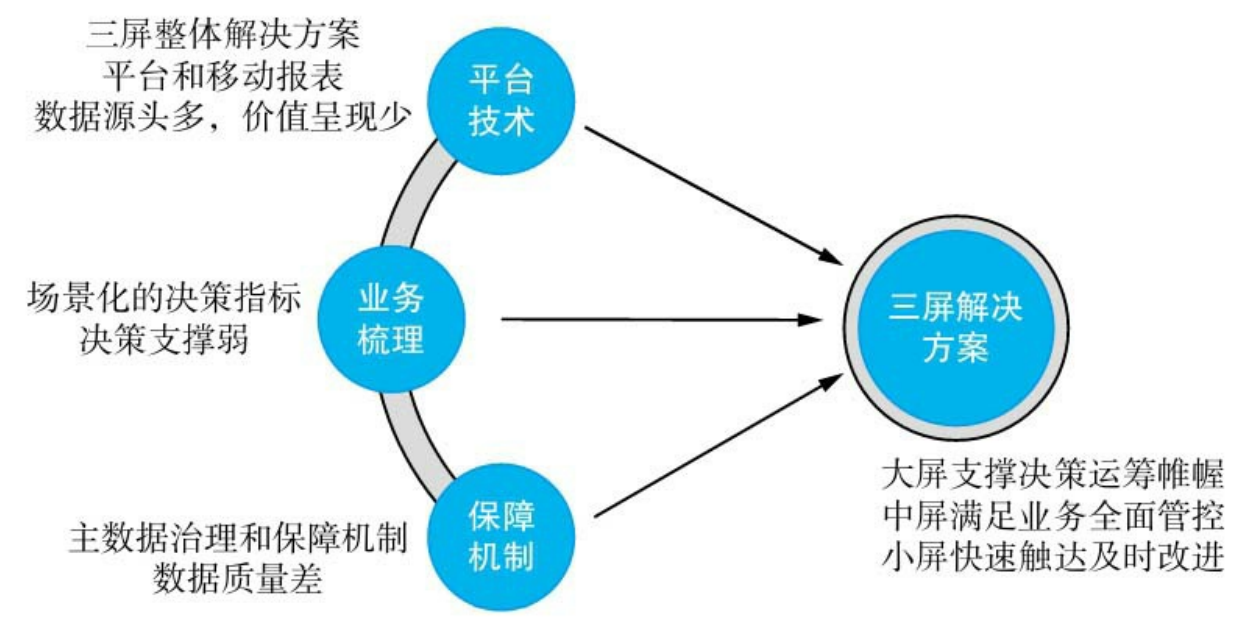 三屏整体解决方案
平台和移动报表
数据源头多，价值呈现少
平台
技术
场景化的决策指标
决策支撑弱
业务
梳理
主数据治理和保障机制
数据质量差
保障
机制
三屏解决
方案
大屏支撑决策运筹帷幄
中屏满足业务全面管控
小屏快速触达及时改进